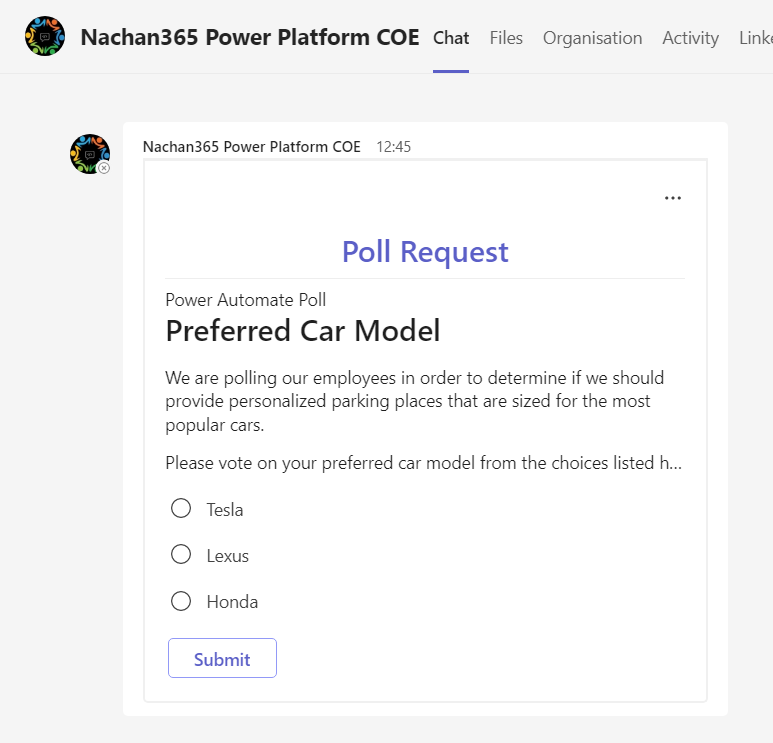 Nachan365 Power Platform COE Chat Files Organisation Activity Linke
Nachan365 Power Platform COE 12:45
...
Poll Request
Power Automate Poll
Preferred Car Model
We are polling our employees in order to determine if we should
provide personalized parking places that are sized for the most
popular cars.
Please vote on your preferred car model from the choices listed h...
Tesla
Lexus
Honda
Submit